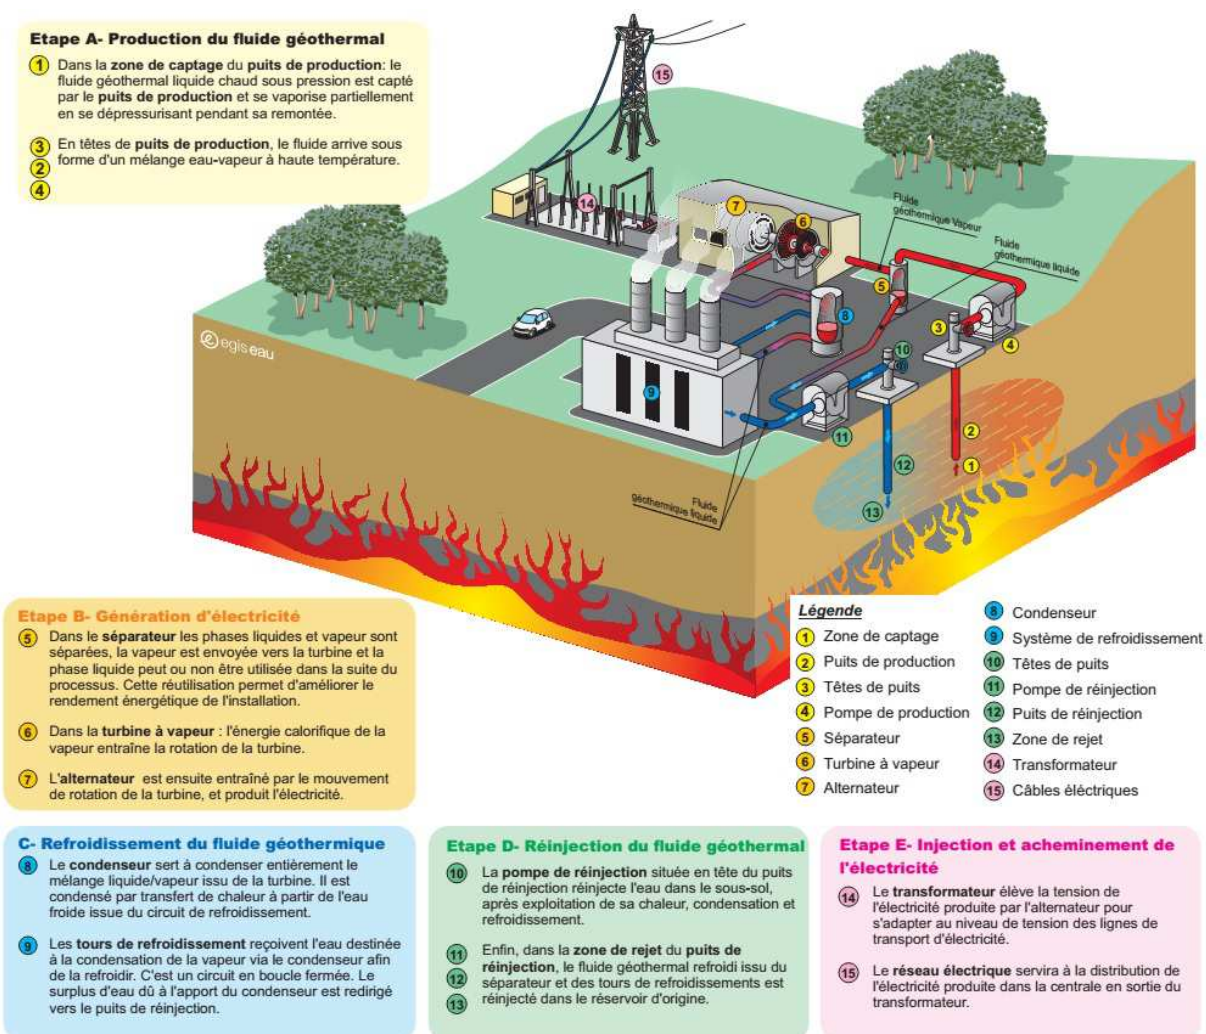 Etape A- Production du fluide géothermal
1 Dans la zone de captage du puits de production: le
fluide géothermal liquide chaud sous pression est capté
par le puits de production et se vaporise partiellement
en se dépressurisant pendant sa remontée.
3 En têtes de puits de production, le fluide arrive sous
2 forme d'un mélange eau-vapeur à haute température.
4
15
14
7
6
Fluide
géothermique Vapeur
Fluide
géothermique liquide
5
8
3
4
10
9
11
2
12
1
13
egis eau
Fluide
géothermique liquide
Etape B- Génération d'électricité
5 Dans le séparateur les phases liquides et vapeur sont
séparées, la vapeur est envoyée vers la turbine et la
phase liquide peut ou non être utilisée dans la suite du
processus. Cette réutilisation permet d'améliorer le
rendement énergétique de l'installation.
6 Dans la turbine à vapeur : l'énergie calorifique de la
vapeur entraîne la rotation de la turbine.
7 L'alternateur est ensuite entraîné par le mouvement
de rotation de la turbine, et produit l'électricité.
Légende
1 Zone de captage
2 Puits de production
3 Têtes de puits
4 Pompe de production
5 Séparateur
6 Turbine à vapeur
7 Alternateur
8 Condenseur
9 Système de refroidissement
10 Têtes de puits
11 Pompe de réinjection
12 Puits de réinjection
13 Zone de rejet
14 Transformateur
15 Câbles éléctriques
C- Refroidissement du fluide géothermique
8 Le condenseur sert à condenser entièrement le
mélange liquide/vapeur issu de la turbine. Il est
condensé par transfert de chaleur à partir de l'eau
froide issue du circuit de refroidissement.
9 Les tours de refroidissement reçoivent l'eau destinée
à la condensation de la vapeur via le condenseur afin
de la refroidir. C'est un circuit en boucle fermée. Le
surplus d'eau dû à l'apport du condenseur est redirigé
vers le puits de réinjection.
Etape D- Réinjection du fluide géothermal
10 La pompe de réinjection située en tête du puits
de réinjection réinjecte l'eau dans le sous-sol,
après exploitation de sa chaleur, condensation et
refroidissement.
11 Enfin, dans la zone de rejet du puits de
12 réinjection, le fluide géothermal refroidi issu du
séparateur et des tours de refroidissements est
13 réinjecté dans le réservoir d'origine.
Etape E- Injection et acheminement de
l'électricité
14 Le transformateur élève la tension de
l'électricité produite par l'alternateur pour
s'adapter au niveau de tension des lignes de
transport d'électricité.
15 Le réseau électrique servira à la distribution de
l'électricité produite dans la centrale en sortie du
transformateur.